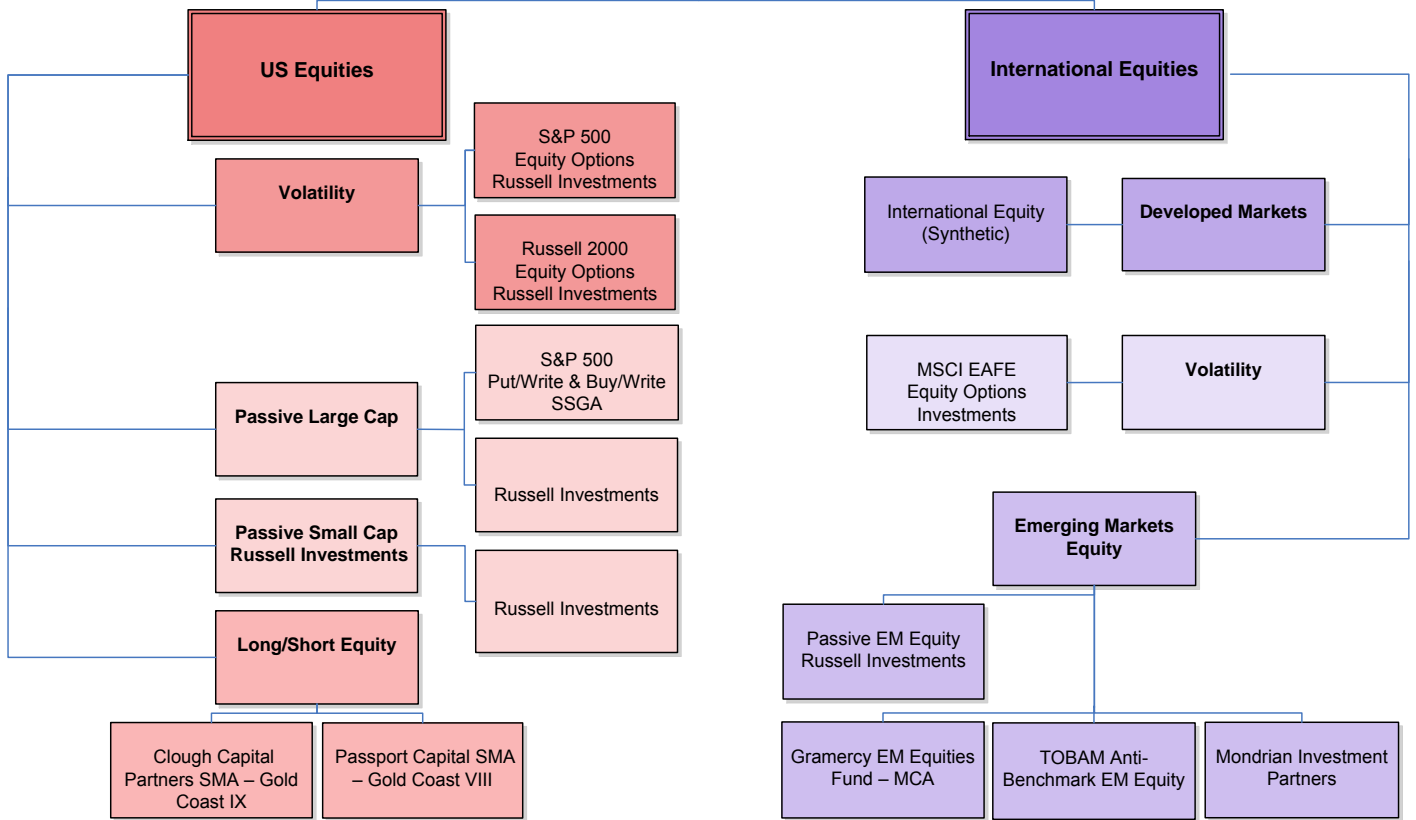 US Equities
Volatility
S&P 500
Equity Options
Russell Investments
Russell 2000
Equity Options
Russell Investments
Passive Large Cap
S&P 500
Put/Write & Buy/Write
SSGA
Russell Investments
Passive Small Cap
Russell Investments
Russell Investments
Long/Short Equity
Clough Capital
Partners SMA – Gold
Coast IX
Passport Capital SMA
– Gold Coast VIII
International Equities
International Equity
(Synthetic)
Developed Markets
MSCI EAFE
Equity Options
Investments
Volatility
Emerging Markets
Equity
Passive EM Equity
Russell Investments
Gramercy EM Equities
Fund – MCA
TOBAM Anti-
Benchmark EM Equity
Mondrian Investment
Partners